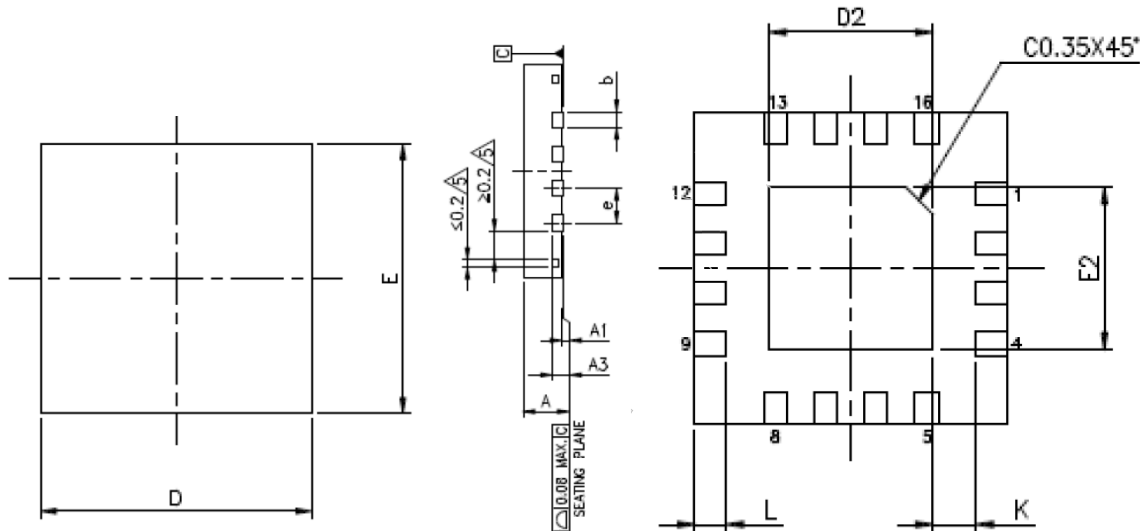 D
E
C
b
e
≤0.2 5
≥0.2 5
A1
A3
A
0.08 MAX. C
SEATING PLANE
D2
C0.35X45°
13
16
12
1
E2
9
4
8
5
L
K